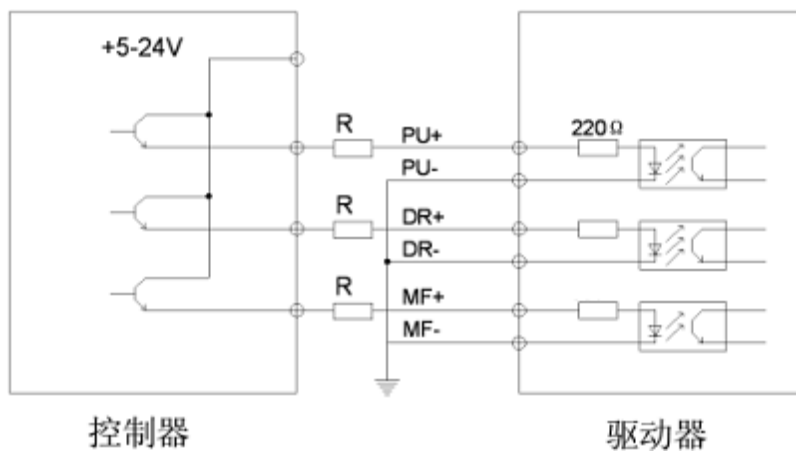 +5-24V
R
PU+
220Ω
PU-
R
DR+
DR-
R
MF+
MF-
控制器
驱动器